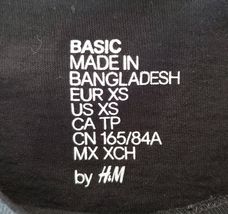 BASIC
MADE IN
BANGLADESH
EUR XS
US XS
CA TP
CN 165/84A
MX XCH
by H&M